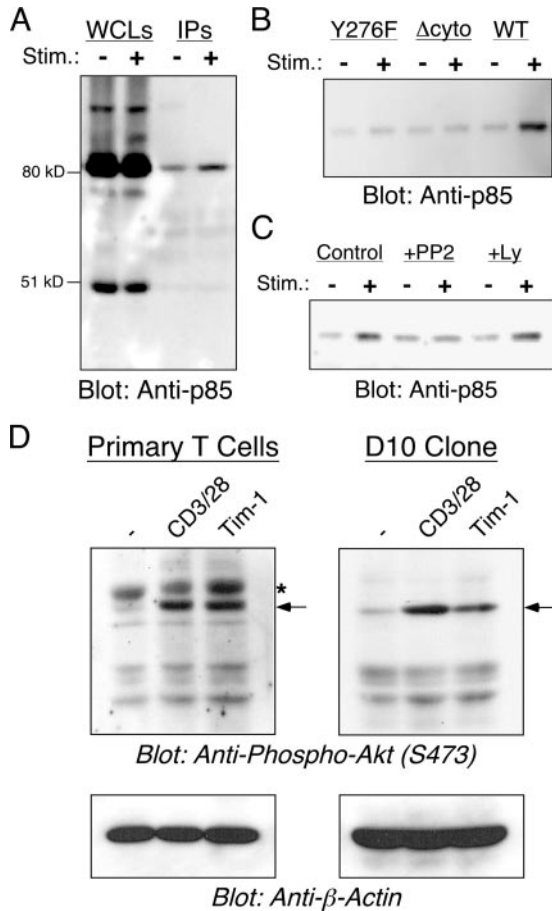 A
WCLs IPs
Stim.: - + - +
80 kD
51 kD
Blot: Anti-p85
B
Y276F Δcyto WT
Stim.: - + - + - +
Blot: Anti-p85
C
Control +PP2 +Ly
Stim.: - + - + - +
Blot: Anti-p85
D
Primary T Cells D10 Clone
- CD3/28 Tim-1 - CD3/28 Tim-1
*
Blot: Anti-Phospho-Akt (S473)
Blot: Anti-β-Actin